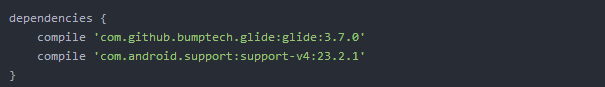 dependencies {
    compile 'com.github.bumptech.glide:glide:3.7.0'
    compile 'com.android.support:support-v4:23.2.1'
}